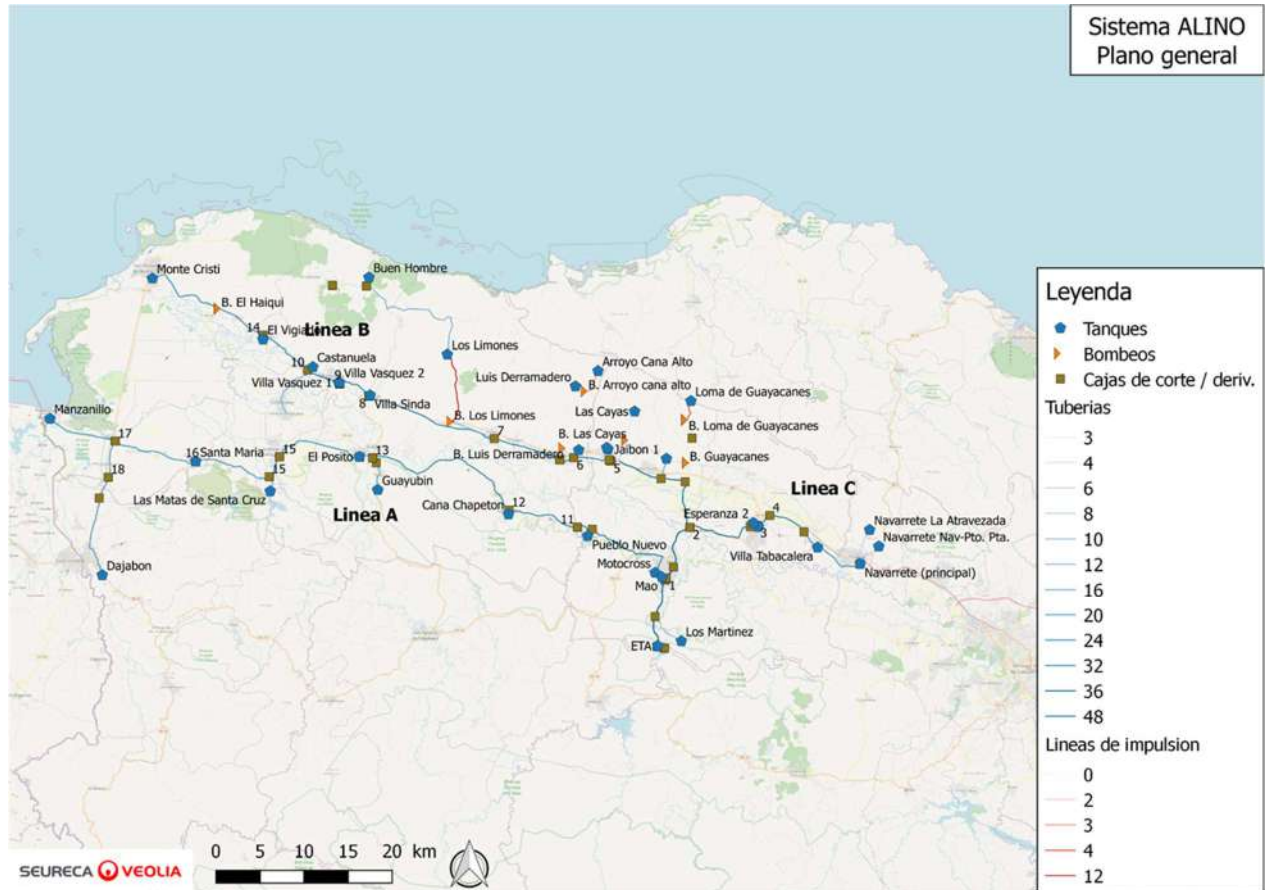 Sistema ALINO
Plano general
Monte Cristi
Buen Hombre
B. El Haiqui
14
Linea B
Los Limones
10
Castanuela
Arroyo Cana Alto
9
Villa Vasquez 2
Luis Derramadero
B. Arroyo cana alto
Villa Vasquez 1
Loma de Guayacanes
8
Villa Sinda
Las Cayas
Manzanillo
B. Los Limones
B. Loma de Guayacanes
17
7
B. Las Cayas
Jaibon 1
16
Santa Maria
15
El Posito
13
B. Luis Derramadero
6
5
B. Guayacanes
18
15
Las Matas de Santa Cruz
Guayubin
Linea C
Cana Chapeton
12
Linea A
Esperanza 2
4
11
2
3
Navarrete La Atravezada
Pueblo Nuevo
Villa Tabacalera
Navarrete Nav-Pto. Pta.
Motocross
Navarrete (principal)
Dajabon
Mao
1
Los Martinez
ETA
Leyenda
Tanques
Bombeos
Cajas de corte / deriv.
Tuberias
3
4
6
8
10
12
16
20
24
32
36
48
Lineas de impulsion
0
2
3
4
12
SEURECA VEOLIA
0 5 10 15 20 km